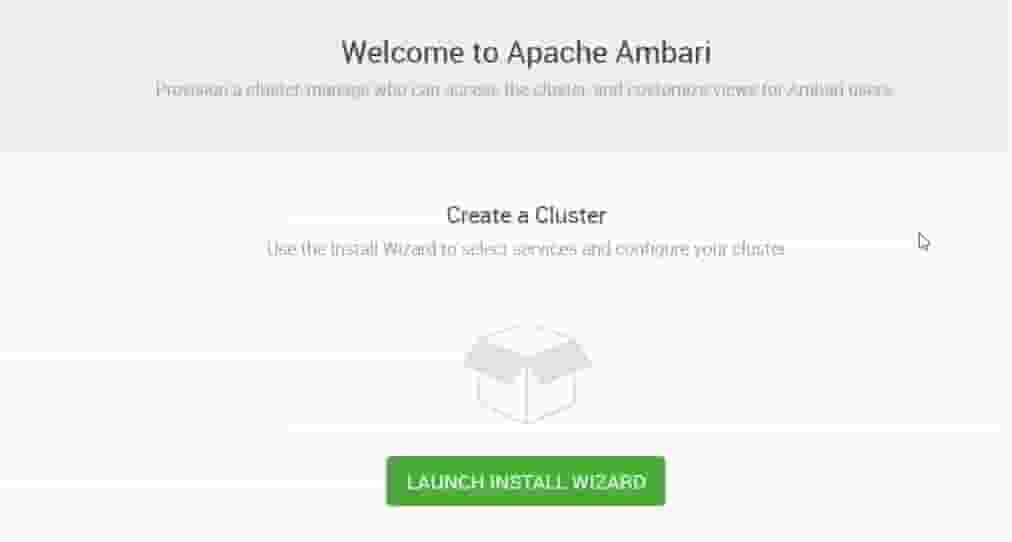 Welcome to Apache Ambari
Provision a cluster, manage who can access the cluster, and customize views for Ambari users.
Create a Cluster
Use the Install Wizard to select services and configure your cluster
LAUNCH INSTALL WIZARD